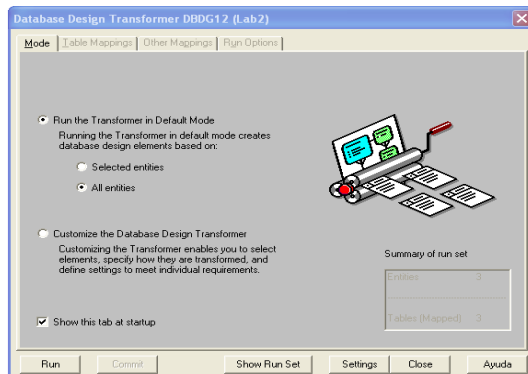 Database Design Transformer DBDG12 (Lab2)
Mode Table Mappings Other Mappings Run Options
Run the Transformer in Default Mode
Running the Transformer in default mode creates
database design elements based on:
Selected entities
All entities
Customize the Database Design Transformer
Customizing the Transformer enables you to select
elements, specify how they are transformed, and
define settings to meet individual requirements.
Summary of run set
Entities 3
Tables (Mapped) 3
Show this tab at startup
Run Commit Show Run Set Settings Close Ayuda